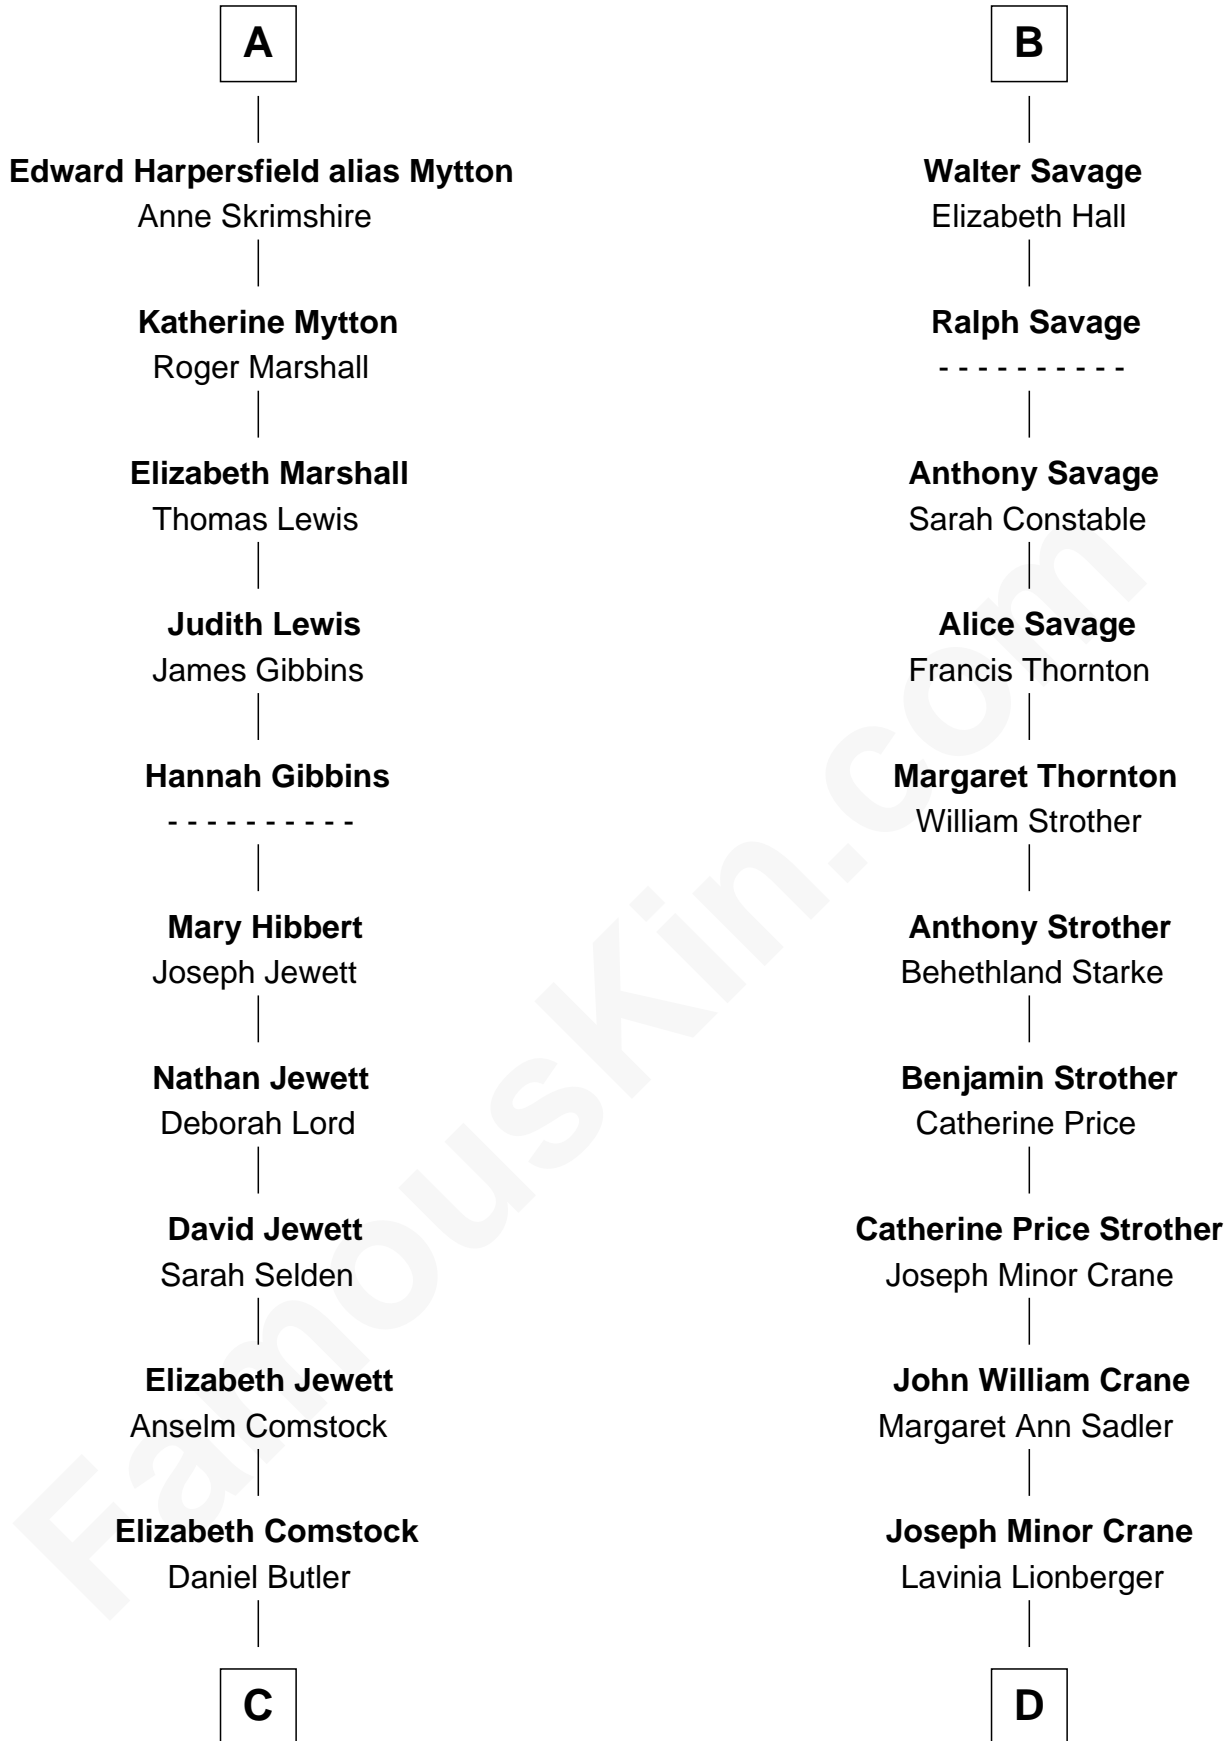 A
Edward Harpersfield alias Mytton
Anne Skrimshire
Katherine Mytton
Roger Marshall
Elizabeth Marshall
Thomas Lewis
Judith Lewis
James Gibbins
Hannah Gibbins
- - - - - - - - - -
Mary Hibbert
Joseph Jewett
Nathan Jewett
Deborah Lord
David Jewett
Sarah Selden
Elizabeth Jewett
Anselm Comstock
Elizabeth Comstock
Daniel Butler
C
B
Walter Savage
Elizabeth Hall
Ralph Savage
- - - - - - - - - -
Anthony Savage
Sarah Constable
Alice Savage
Francis Thornton
Margaret Thornton
William Strother
Anthony Strother
Behethland Starke
Benjamin Strother
Catherine Price
Catherine Price Strother
Joseph Minor Crane
John William Crane
Margaret Ann Sadler
Joseph Minor Crane
Lavinia Lionberger
D
FamousKin.com